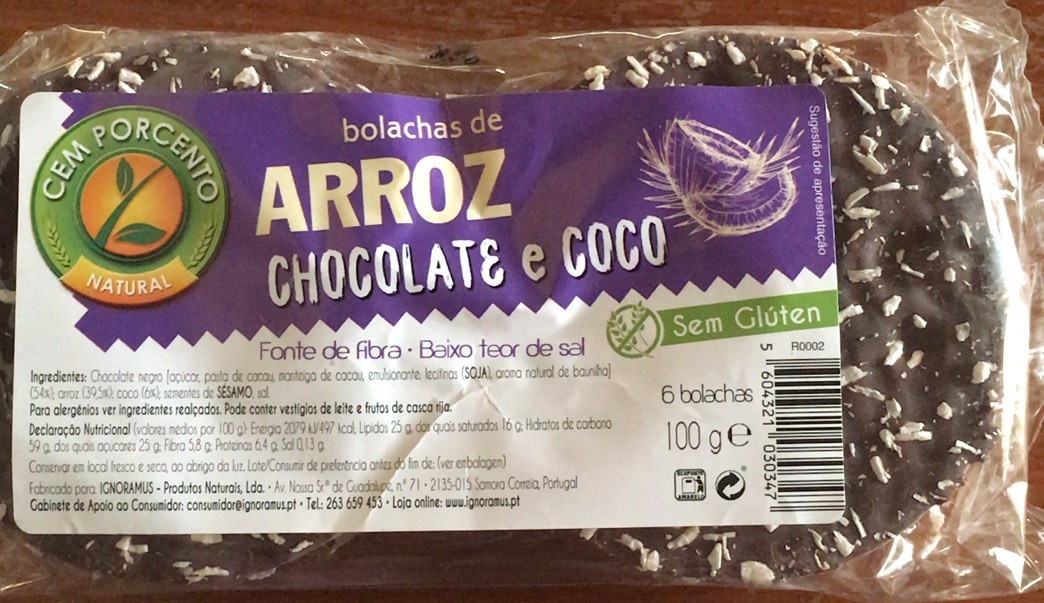 CEM PORCENTO
NATURAL
bolachas de
ARROZ
CHOCOLATE e COCO
Sugestão de apresentação
Sem Glúten
Fonte de fibra · Baixo teor de sal
Ingredientes: Chocolate negro [açúcar, pasta de cacau, manteiga de cacau, emulsionante: lecitinas (SOJA), aroma natural de baunilha]
(54%); arroz (39,5%); coco (6%); sementes de SÉSAMO, sal.
Para alergénios ver ingredientes realçados. Pode conter vestígios de leite e frutos de casca rija.
Declaração Nutricional (valores médios por 100 g): Energia 2079 kJ/497 kcal, Lípidos 25 g, dos quais saturados 16 g; Hidratos de carbono
59 g, dos quais açúcares 25 g; Fibra 5,8 g; Proteínas 6,4 g; Sal 0,13 g.
Conservar em local fresco e seco, ao abrigo da luz. Lote/Consumir de preferência antes do fim de: (ver embalagem)
Fabricado para: IGNORAMUS - Produtos Naturais, Lda. · Av. Nossa Sr.ª de Guadalupe, n.º 71 · 2135-015 Samora Correia, Portugal
Gabinete de Apoio ao Consumidor: consumidor@ignoramus.pt · Tel.: 263 659 453 · Loja online: www.ignoramus.pt
6 bolachas
100 g e
AMARELO
R0002
5 604321 030347